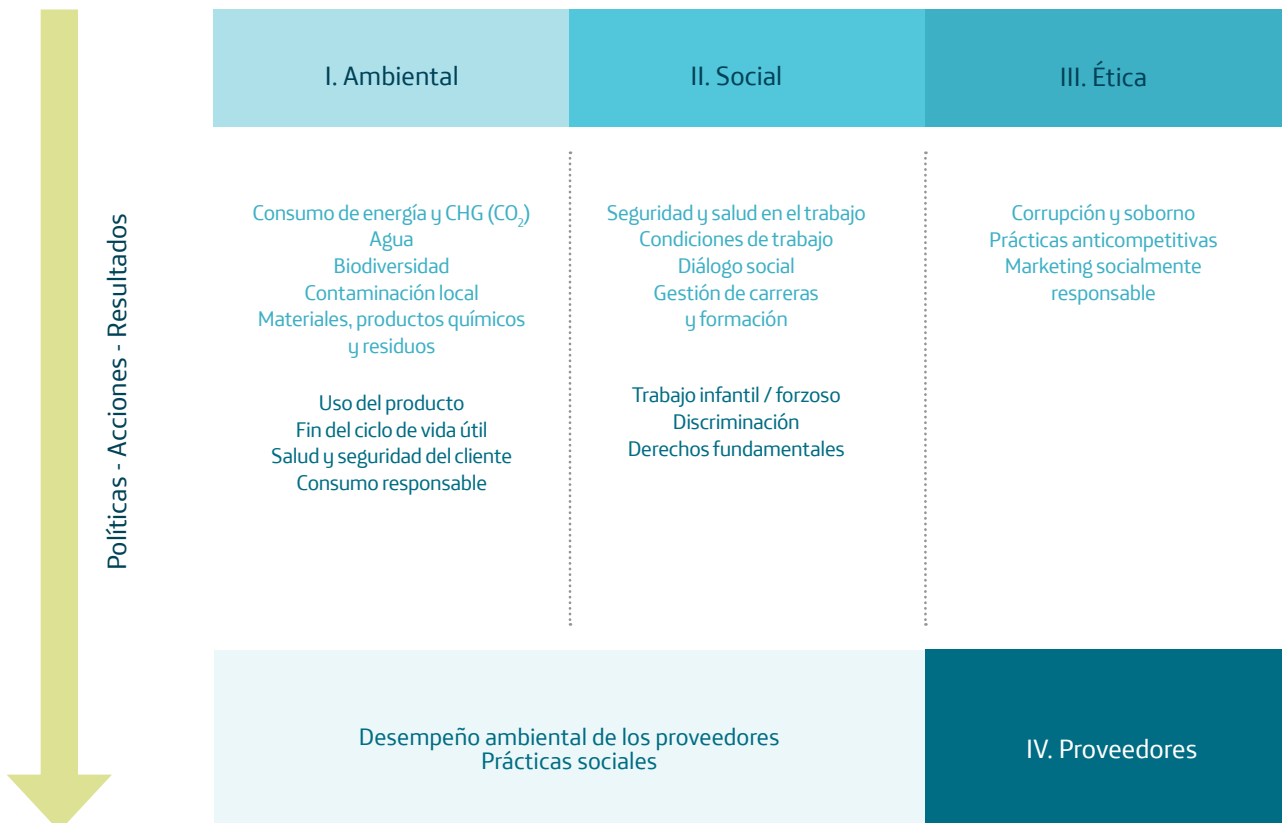 Políticas - Acciones - Resultados
I. Ambiental
II. Social
III. Ética
Consumo de energía y CHG (CO₂)
Agua
Biodiversidad
Contaminación local
Materiales, productos químicos
y residuos
Uso del producto
Fin del ciclo de vida útil
Salud y seguridad del cliente
Consumo responsable
Seguridad y salud en el trabajo
Condiciones de trabajo
Diálogo social
Gestión de carreras
y formación
Trabajo infantil / forzoso
Discriminación
Derechos fundamentales
Corrupción y soborno
Prácticas anticompetitivas
Marketing socialmente
responsable
Desempeño ambiental de los proveedores
Prácticas sociales
IV. Proveedores